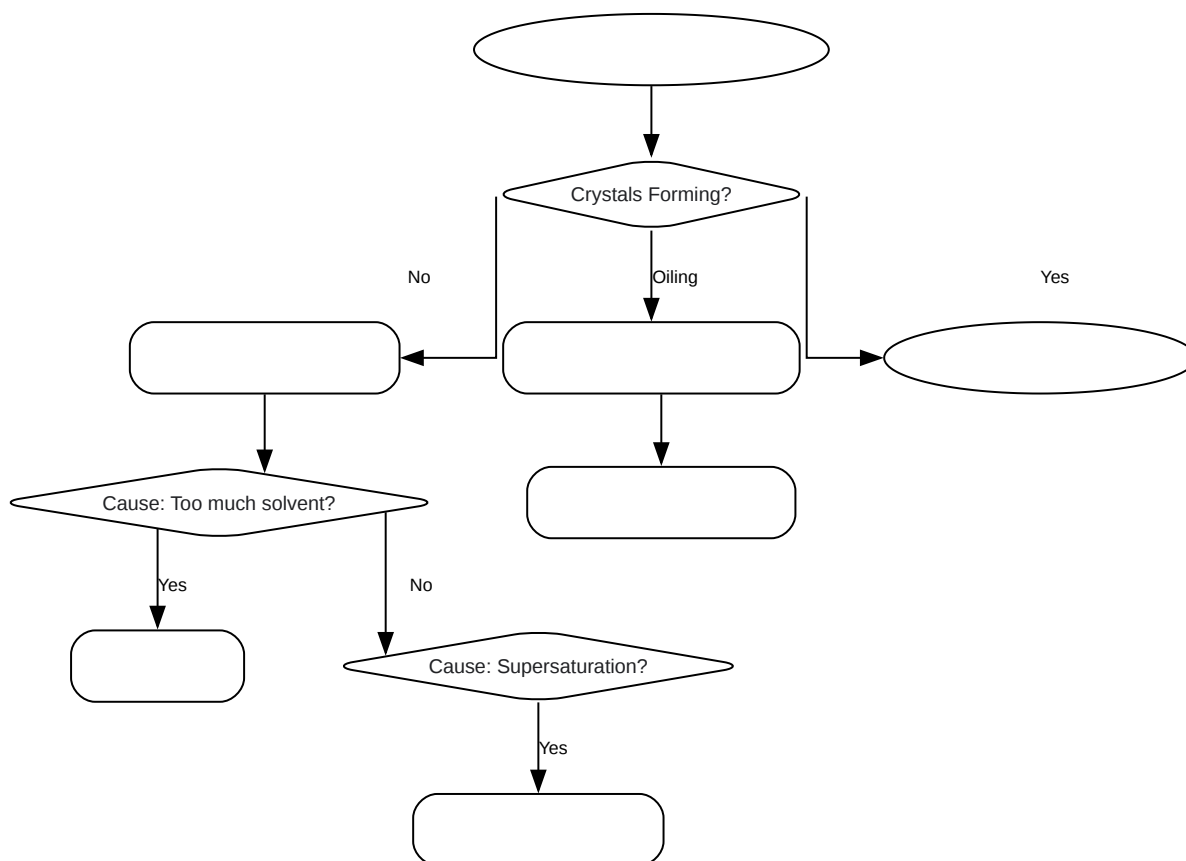 Crystals Forming?
No
Oiling
Yes
Cause: Too much solvent?
Yes
No
Cause: Supersaturation?
Yes